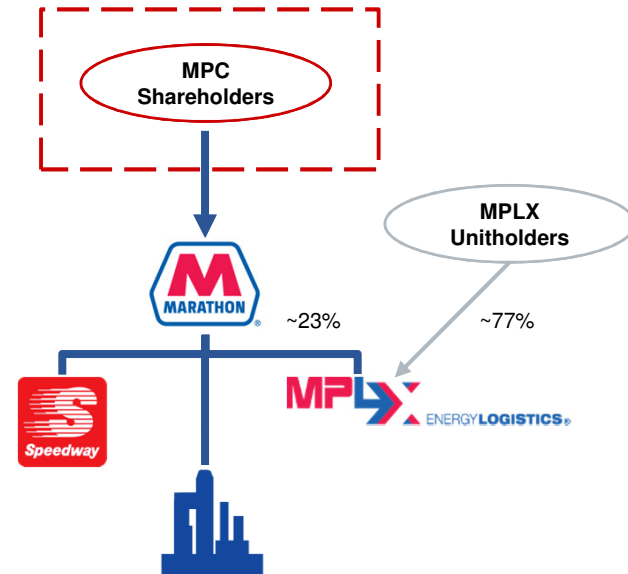 MPC
Shareholders
MPLX
Unitholders
M
MARATHON
®
~23%
~77%
S
Speedway
MPLX ENERGYLOGISTICS®